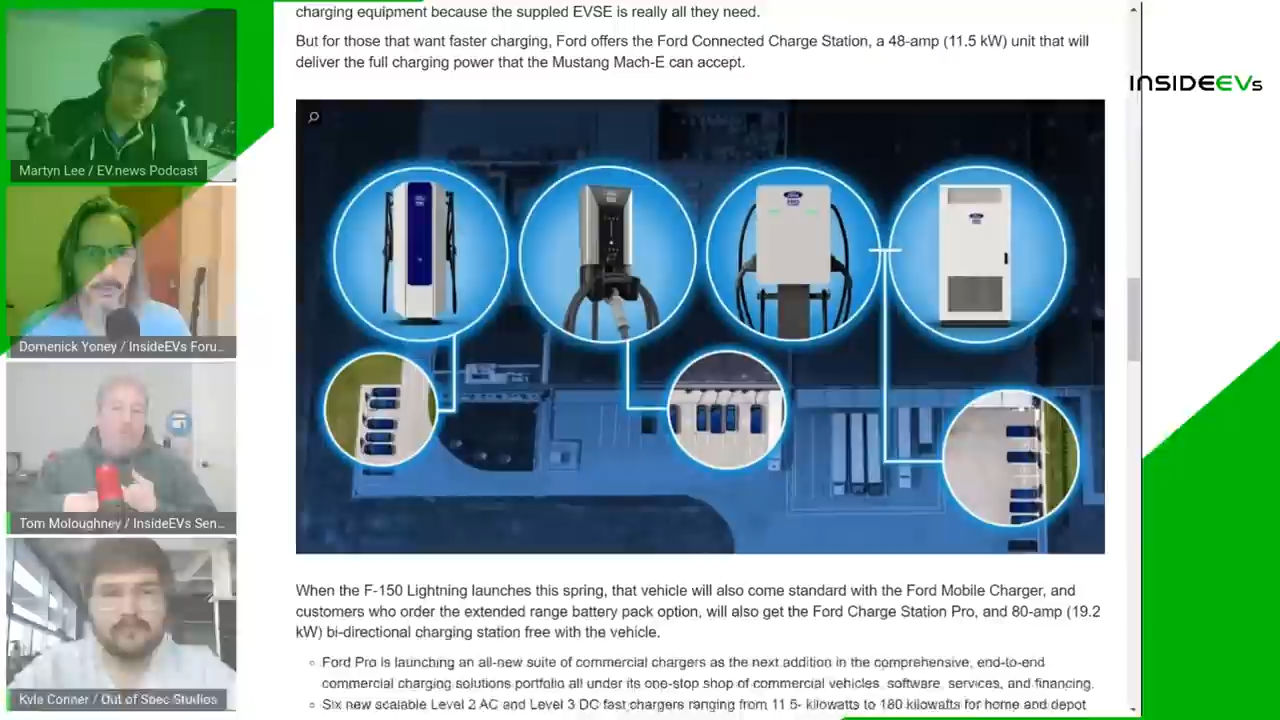 charging equipment because the suppled EVSE is really all they need.
But for those that want faster charging, Ford offers the Ford Connected Charge Station, a 48-amp (11.5 kW) unit that will
deliver the full charging power that the Mustang Mach-E can accept.
INSIDEEVs
Martyn Lee / EV.news Podcast
Domenick Yoney / InsideEVs Foru...
Tom Moloughney / InsideEVs Sen...
Kyle Conner / Out of Spec Studios
When the F-150 Lightning launches this spring, that vehicle will also come standard with the Ford Mobile Charger, and
customers who order the extended range battery pack option, will also get the Ford Charge Station Pro, and 80-amp (19.2
kW) bi-directional charging station free with the vehicle.
Ford Pro is launching an all-new suite of commercial chargers as the next addition in the comprehensive, end-to-end
commercial charging solutions portfolio all under its one-stop shop of commercial vehicles, software, services, and financing.
Six new scalable Level 2 AC and Level 3 DC fast chargers ranging from 11.5- kilowatts to 180 kilowatts for home and depot